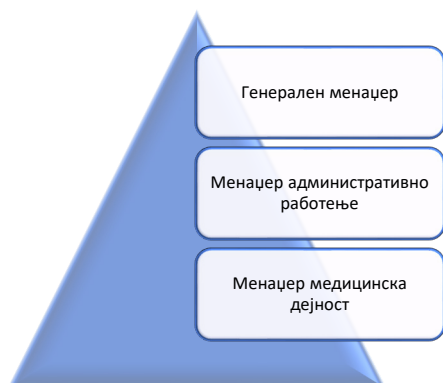 Генерален менаџер
Менаџер административно
работење
Менаџер медицинска
дејност